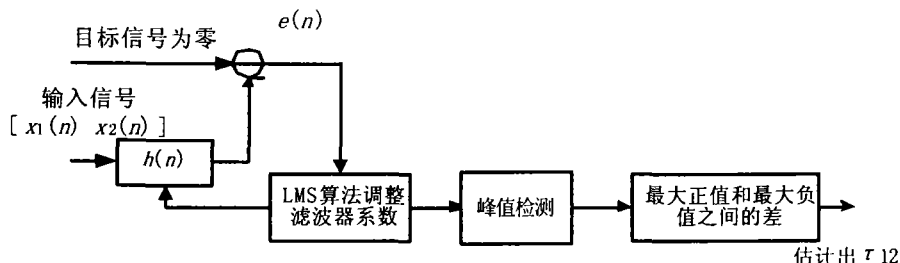 e(n)
目标信号为零
输入信号
[ x1(n) x2(n) ]
h(n)
LMS算法调整
滤波器系数
峰值检测
最大正值和最大负
值之间的差
估计出 τ 12